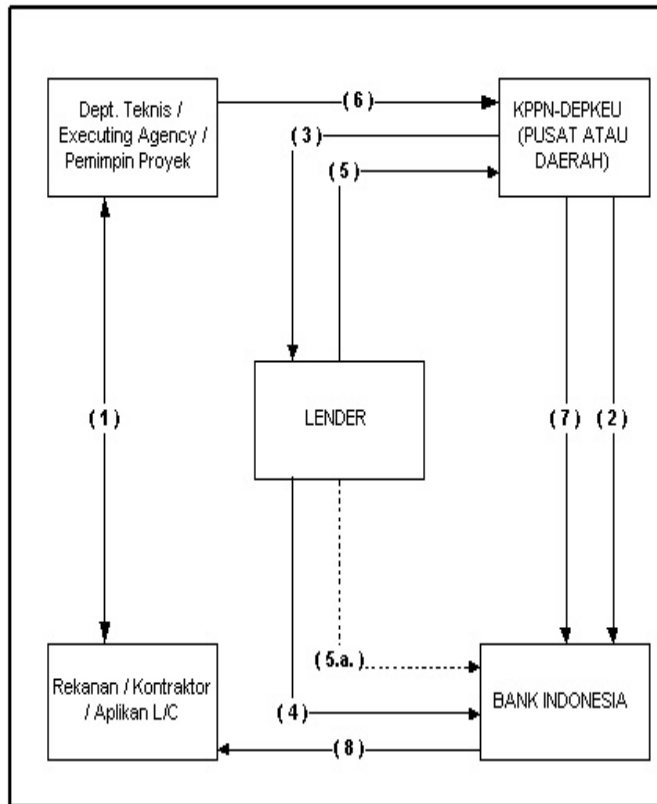 Dept. Teknis /
Executing Agency /
Pemimpin Proyek
( 6 )
KPPN-DEPKEU
(PUSAT ATAU
DAERAH)
( 3 )
( 5 )
LENDER
( 1 )
( 7 )
( 2 )
( 5.a. )
Rekanan / Kontraktor
/ Aplikan L/C
( 4 )
BANK INDONESIA
( 8 )